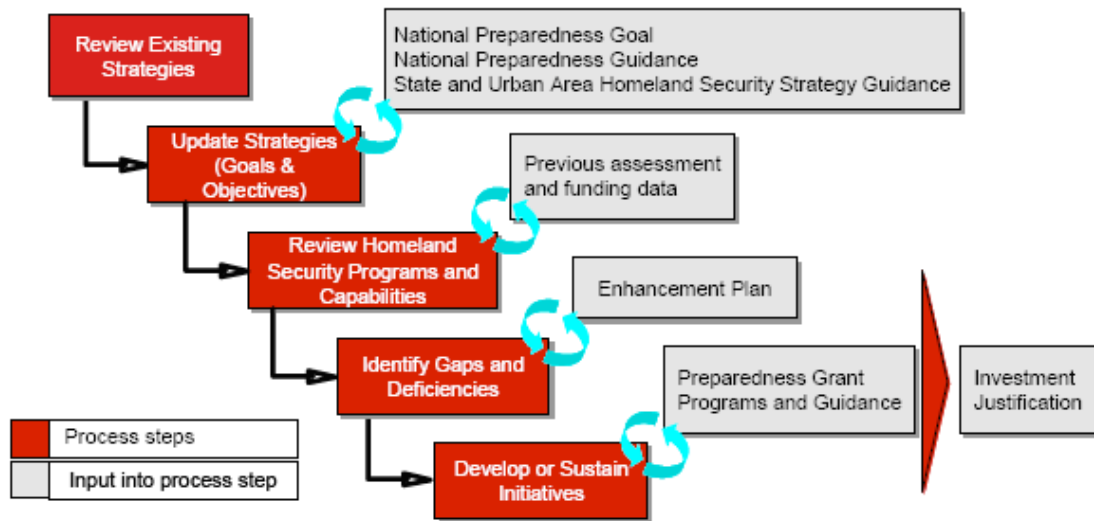 Review Existing
Strategies
National Preparedness Goal
National Preparedness Guidance
State and Urban Area Homeland Security Strategy Guidance
Update Strategies
(Goals &
Objectives)
Previous assessment
and funding data
Review Homeland
Security Programs and
Capabilities
Enhancement Plan
Identify Gaps and
Deficiencies
Preparedness Grant
Programs and Guidance
Investment
Justification
Develop or Sustain
Initiatives
Process steps
Input into process step